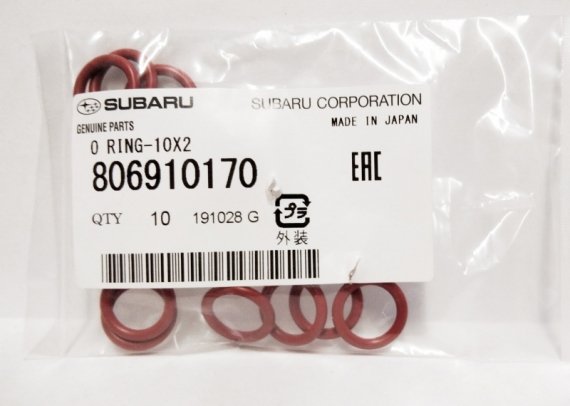 SUBARU
SUBARU CORPORATION
GENUINE PARTS
MADE IN JAPAN
O RING-10X2
806910170
EAC
QTY 10 191028 G
プラ
外装